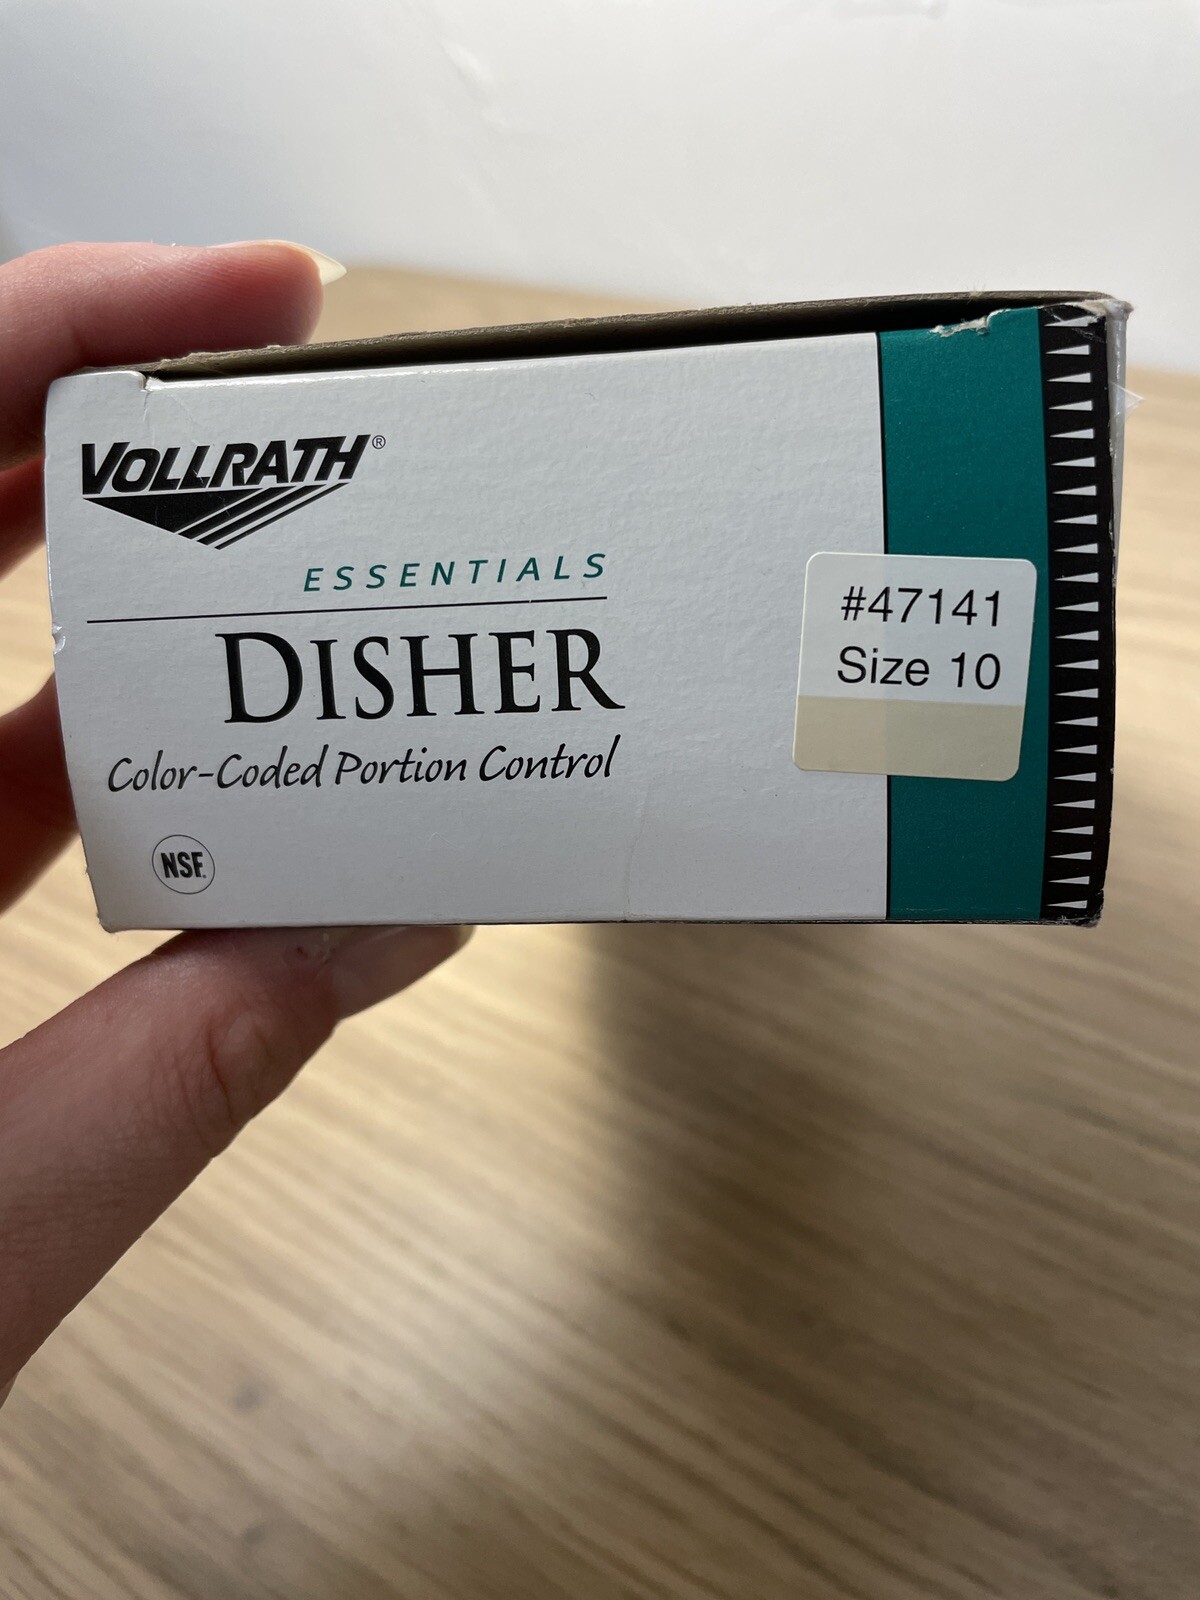 VOLLRATH®
ESSENTIALS
DISHER
Color-Coded Portion Control
NSF.
#47141
Size 10